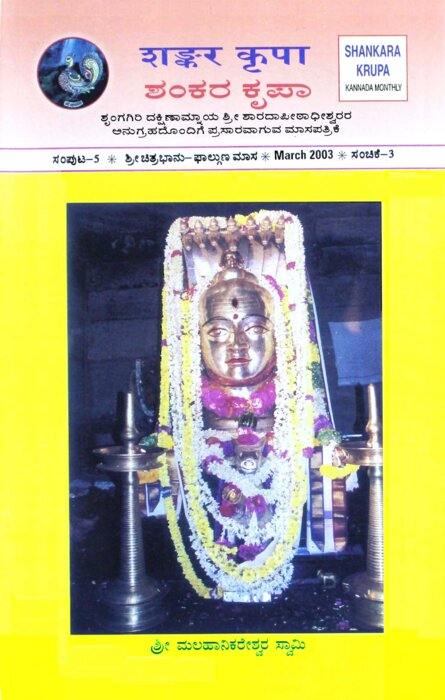 शङ्कर कृपा
ಶಂಕರ ಕೃಪಾ
SHANKARA
KRUPA
KANNADA MONTHLY
ಶೃಂಗಗಿರಿ ದಕ್ಷಿಣಾಮ್ನಾಯ ಶ್ರೀ ಶಾರದಾಪೀಠಾಧೀಶ್ವರರ
ಅನುಗ್ರಹದೊಂದಿಗೆ ಪ್ರಸಾರವಾಗುವ ಮಾಸಪತ್ರಿಕೆ
ಸಂಪುಟ-5 ✳ ಶ್ರೀ ಚಿತ್ರಭಾನು-ಫಾಲ್ಗುಣ ಮಾಸ ✳ March 2003 ✳ ಸಂಚಿಕೆ-3
ಶ್ರೀ ಮಲಹಾನಿಕರೇಶ್ವರ ಸ್ವಾಮಿ